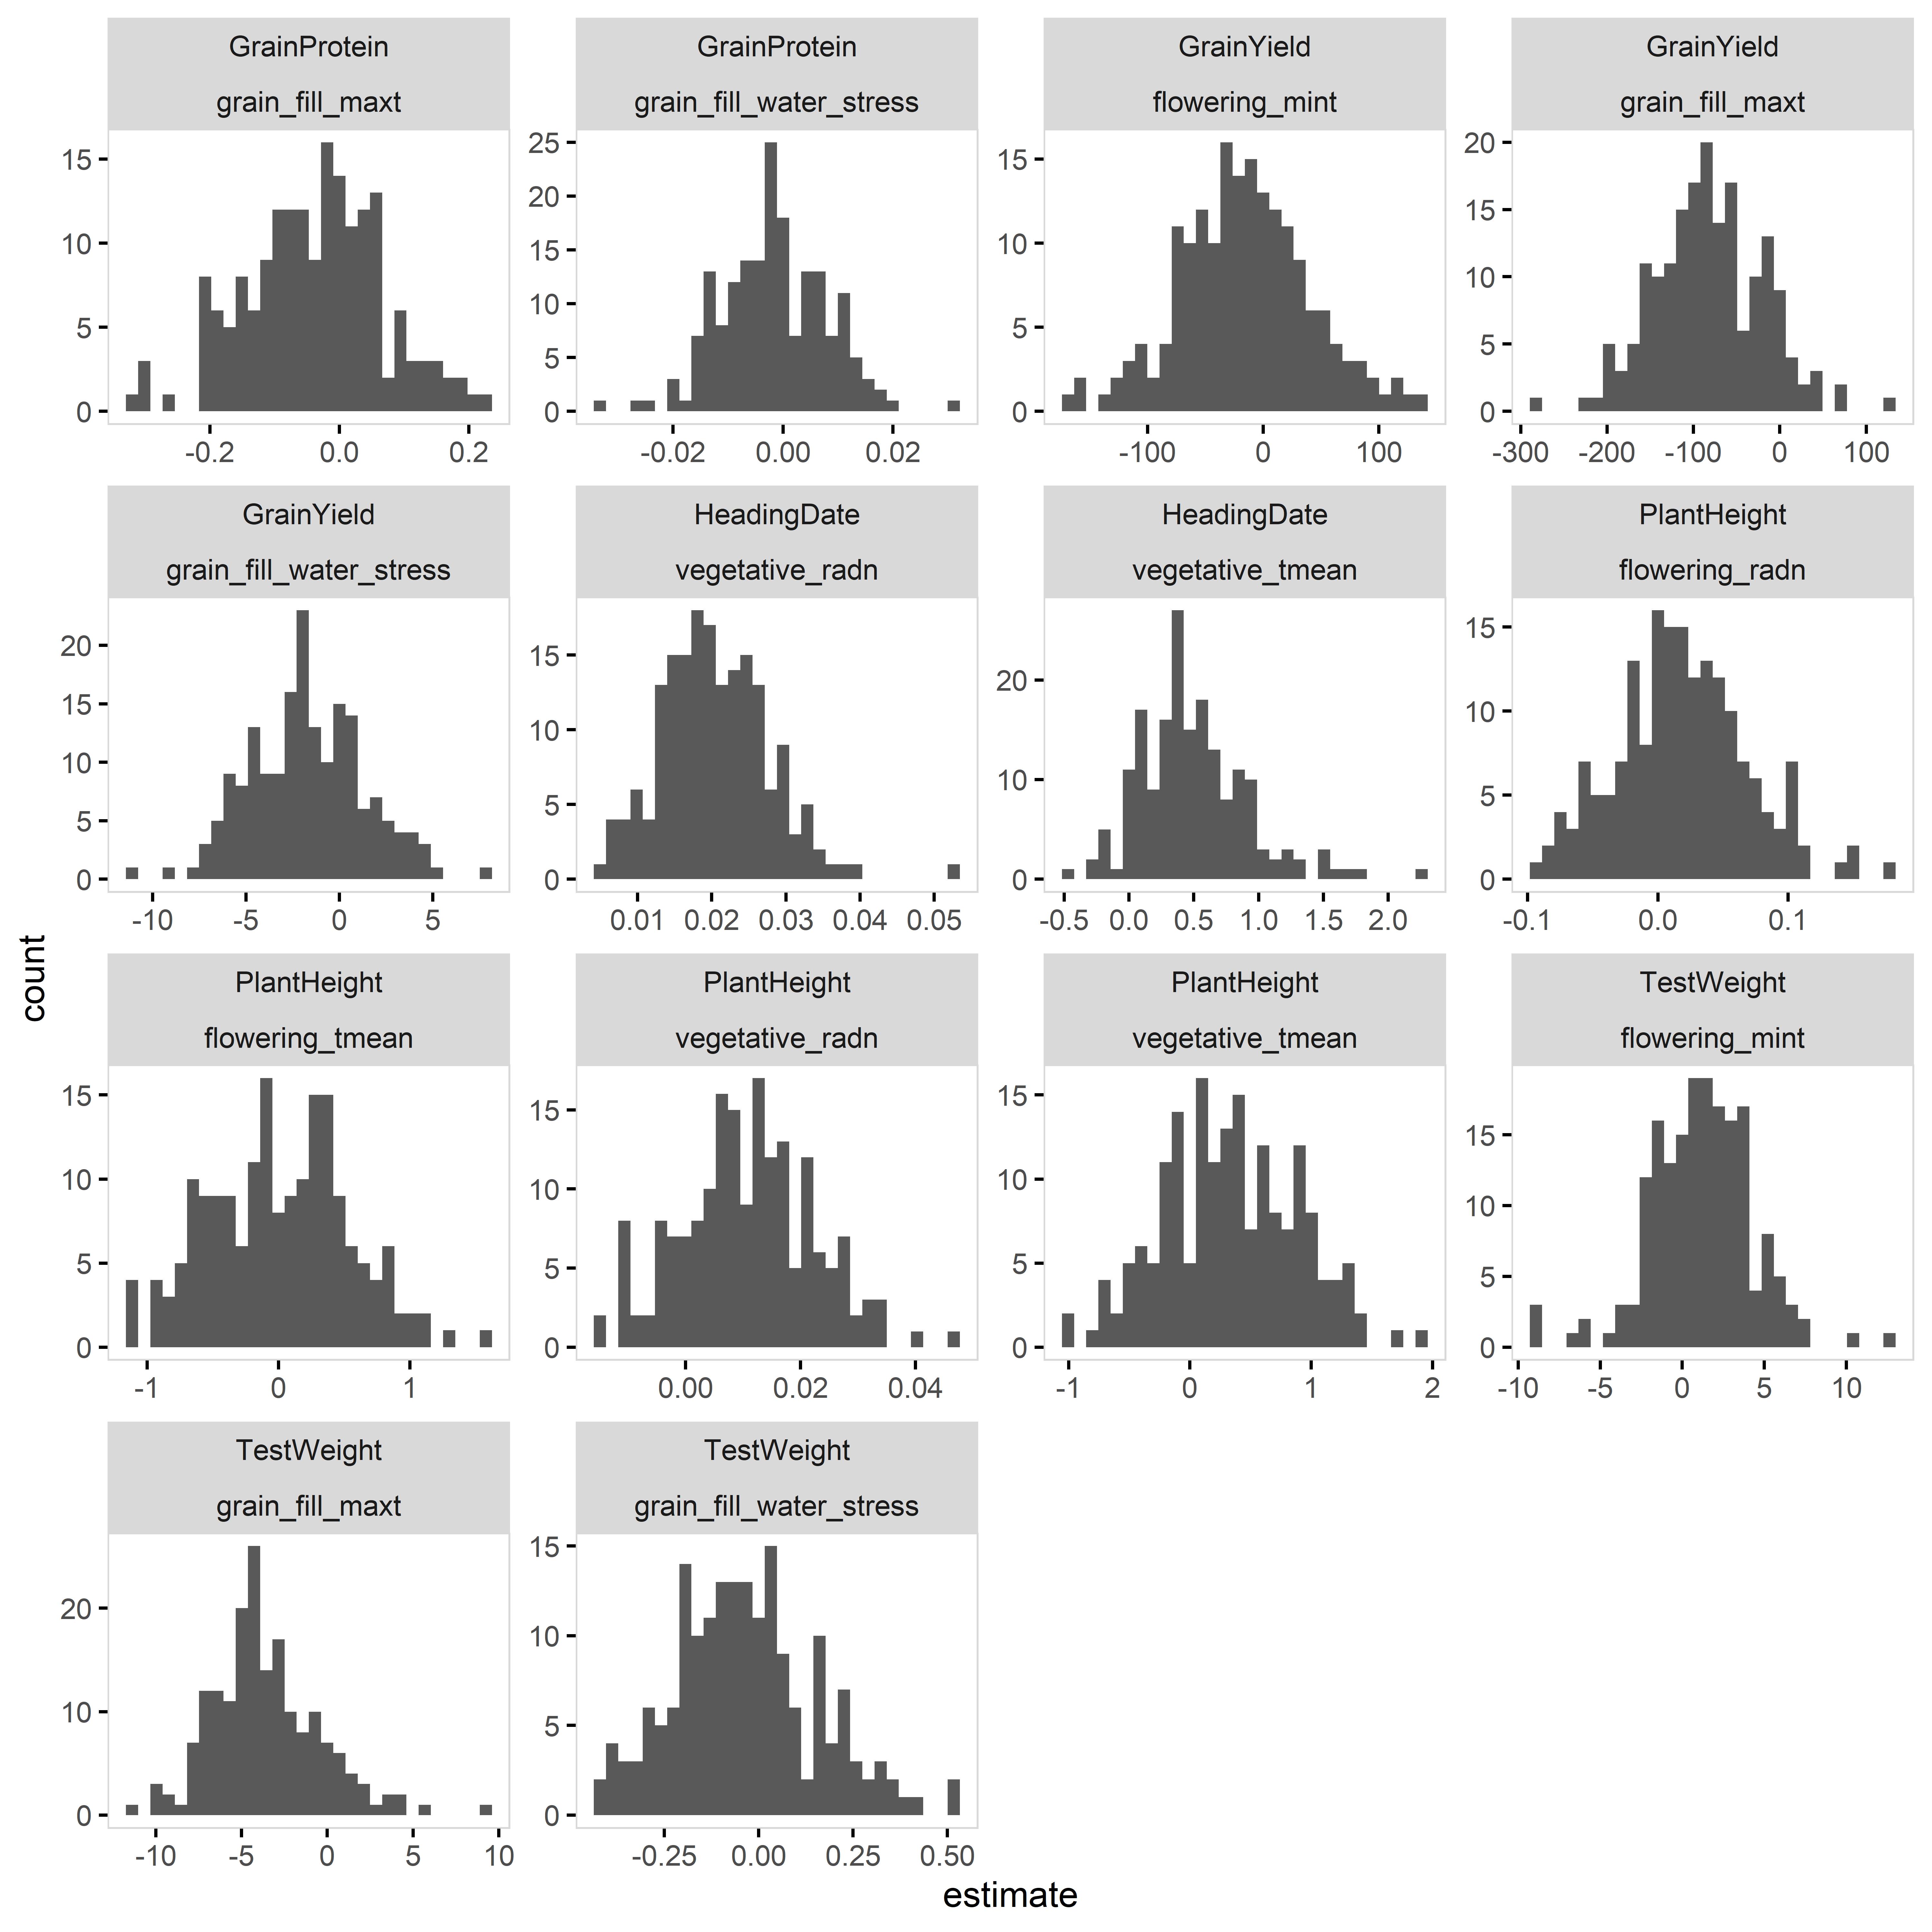 GrainProtein
grain_fill_maxt
15
10
5
0
-0.2 0.0 0.2
GrainProtein
grain_fill_water_stress
25
20
15
10
5
0
-0.02 0.00 0.02
GrainYield
flowering_mint
15
10
5
0
-100 0 100
GrainYield
grain_fill_maxt
20
15
10
5
0
-300 -200 -100 0 100
GrainYield
grain_fill_water_stress
20
15
10
5
0
-10 -5 0 5
HeadingDate
vegetative_radn
15
10
5
0
0.01 0.02 0.03 0.04 0.05
HeadingDate
vegetative_tmean
20
10
0
-0.5 0.0 0.5 1.0 1.5 2.0
PlantHeight
flowering_radn
15
10
5
0
-0.1 0.0 0.1
PlantHeight
flowering_tmean
15
10
5
0
-1 0 1
PlantHeight
vegetative_radn
15
10
5
0
0.00 0.02 0.04
PlantHeight
vegetative_tmean
15
10
5
0
-1 0 1 2
TestWeight
flowering_mint
15
10
5
0
-10 -5 0 5 10
TestWeight
grain_fill_maxt
20
10
0
-10 -5 0 5 10
TestWeight
grain_fill_water_stress
15
10
5
0
-0.25 0.00 0.25 0.50
count
estimate